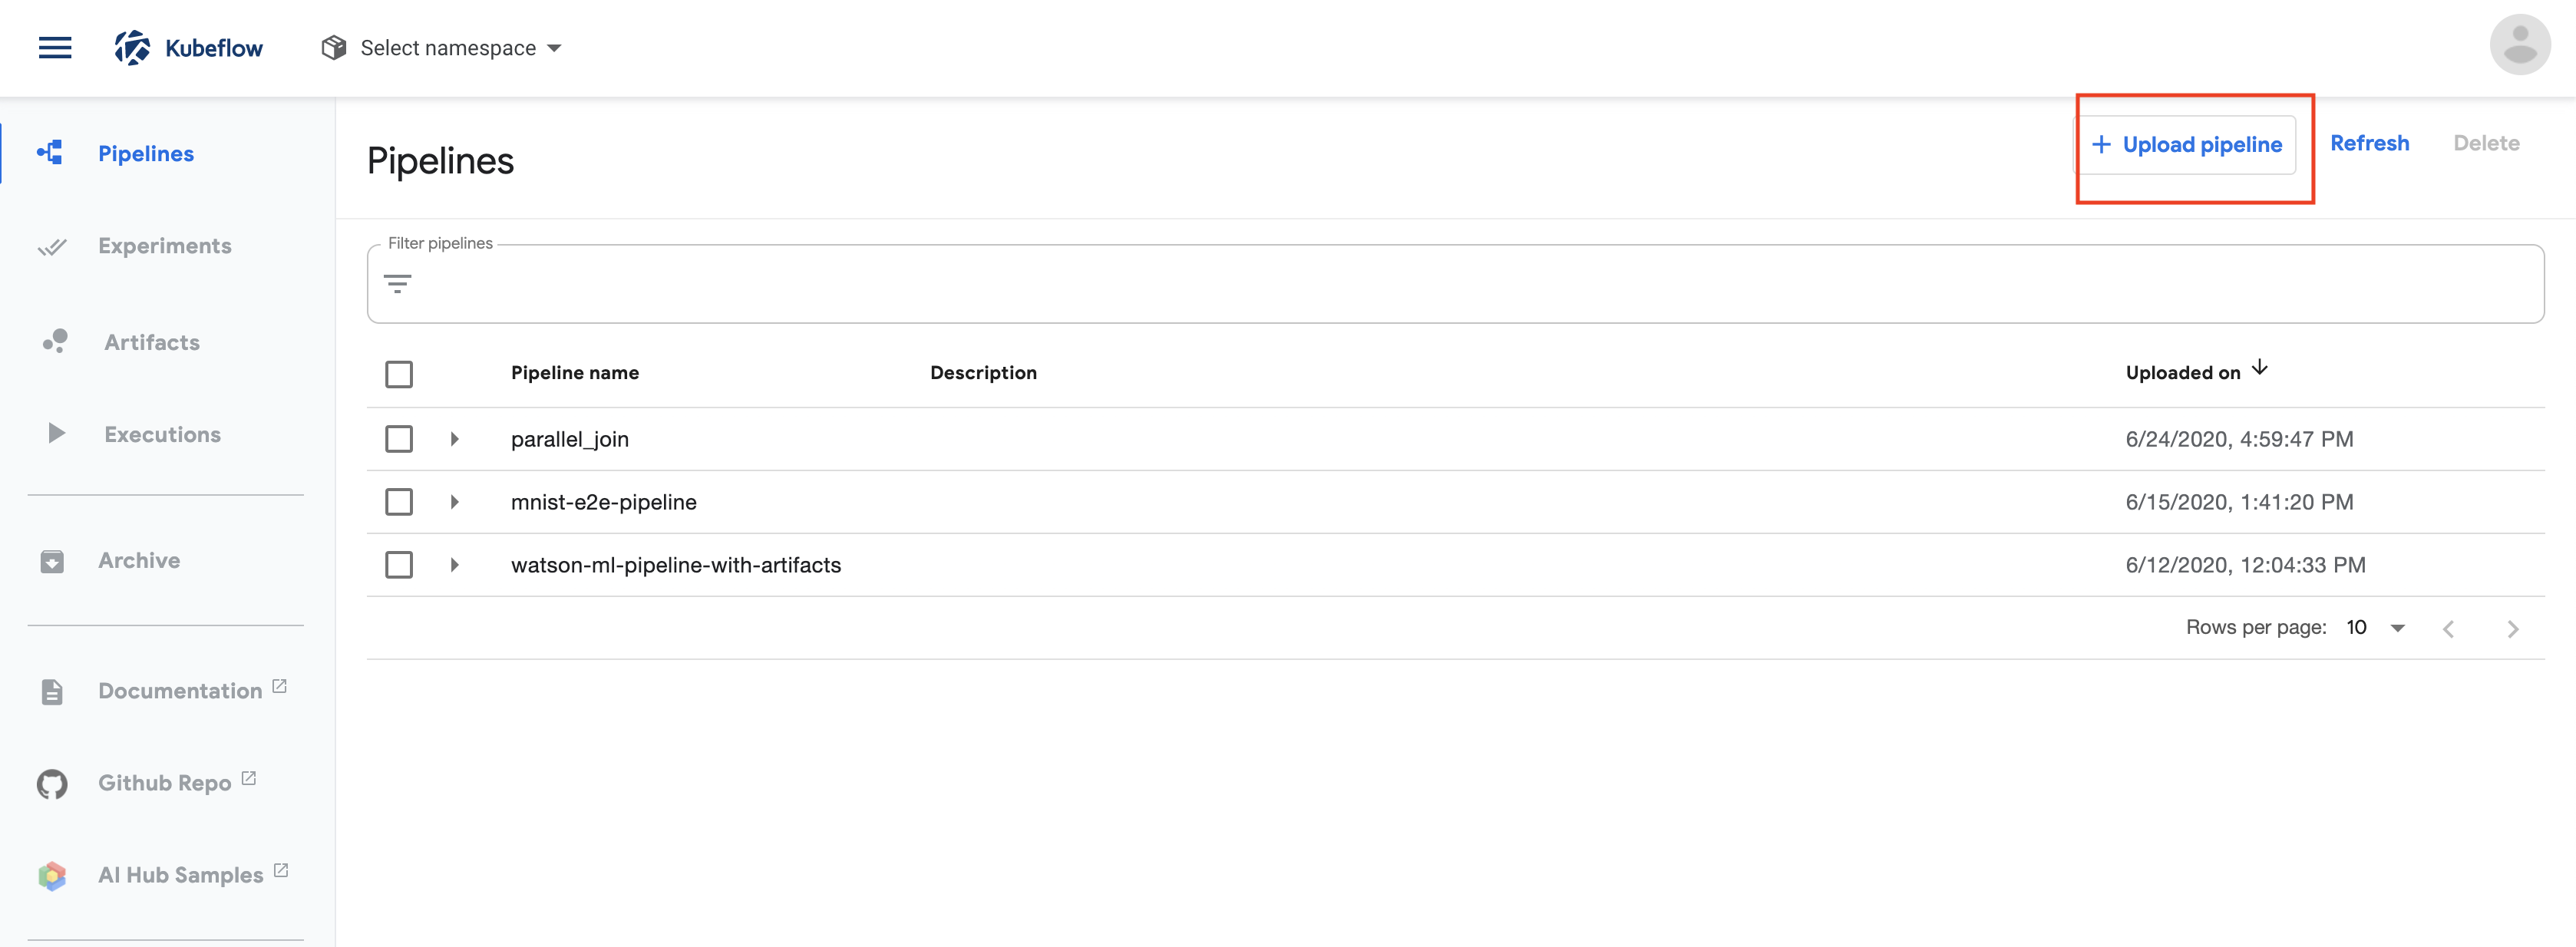 Kubeflow
Select namespace
Pipelines
Experiments
Artifacts
Executions
Archive
Documentation
Github Repo
AI Hub Samples
Pipelines
+ Upload pipeline
Refresh
Delete
Filter pipelines
Pipeline name Description Uploaded on
parallel_join 6/24/2020, 4:59:47 PM
mnist-e2e-pipeline 6/15/2020, 1:41:20 PM
watson-ml-pipeline-with-artifacts 6/12/2020, 12:04:33 PM
Rows per page: 10